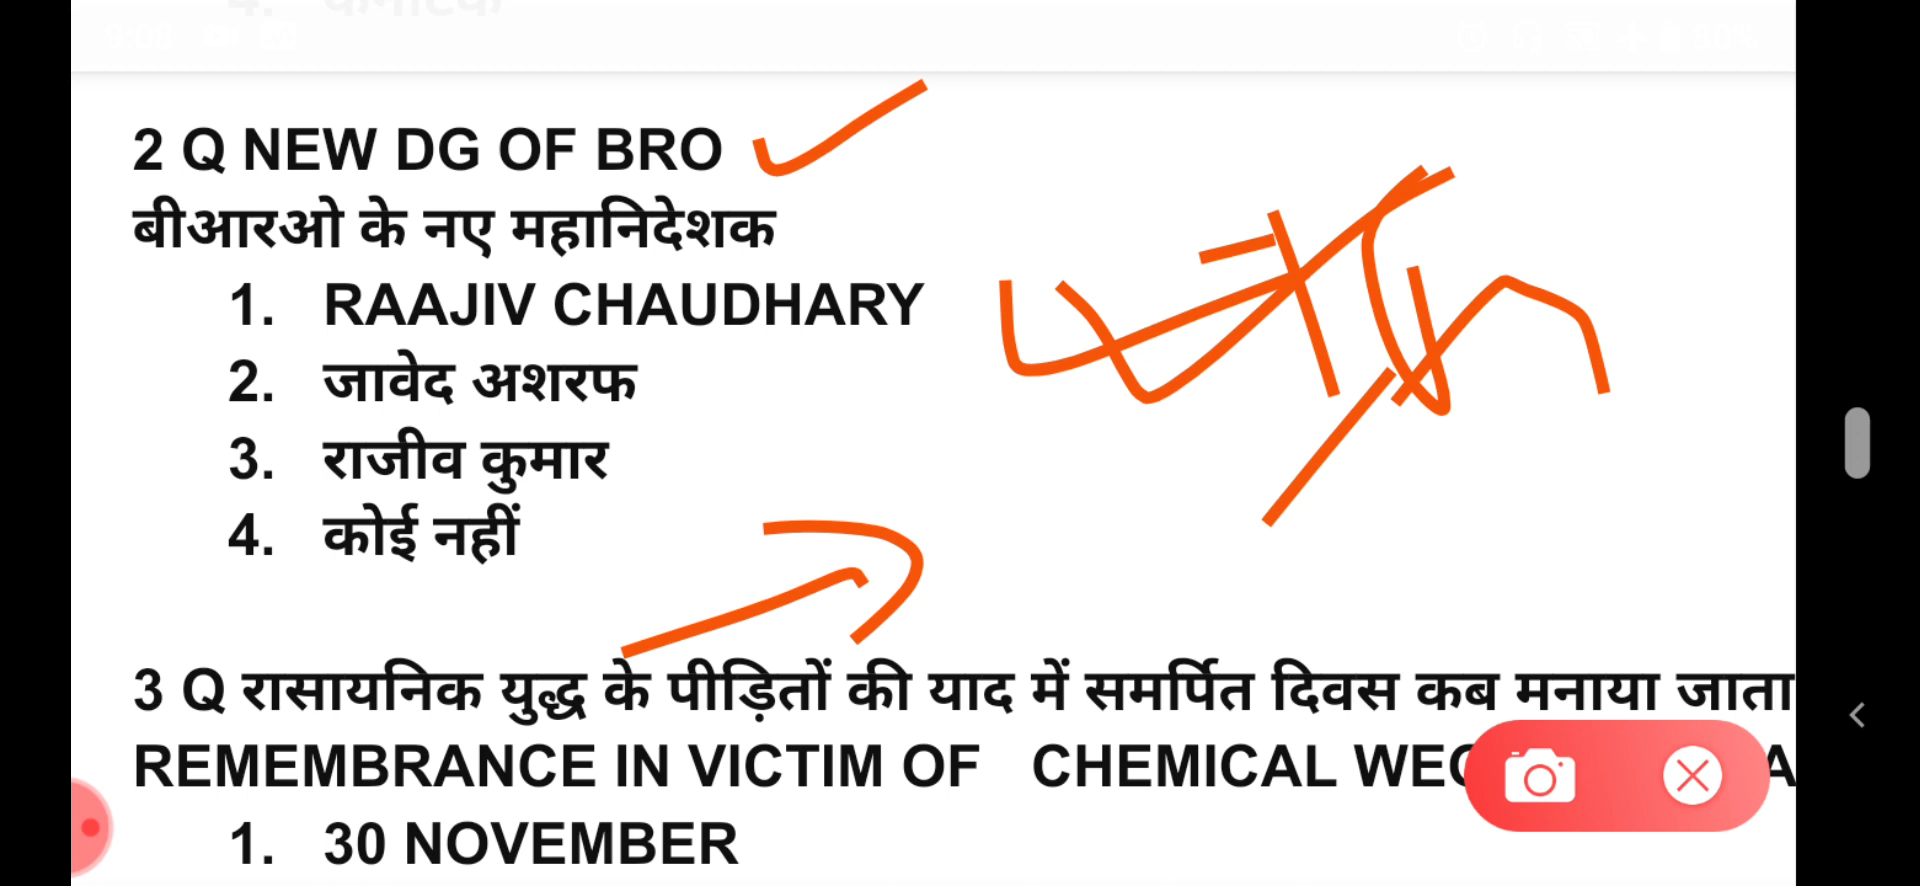 2 Q NEW DG OF BRO
बीआरओ के नए महानिदेशक
1. RAAJIV CHAUDHARY
2. जावेद अशरफ
3. राजीव कुमार
4. कोई नहीं
3 Q रासायनिक युद्ध के पीड़ितों की याद में समर्पित दिवस कब मनाया जाता
REMEMBRANCE IN VICTIM OF CHEMICAL
1. 30 NOVEMBER